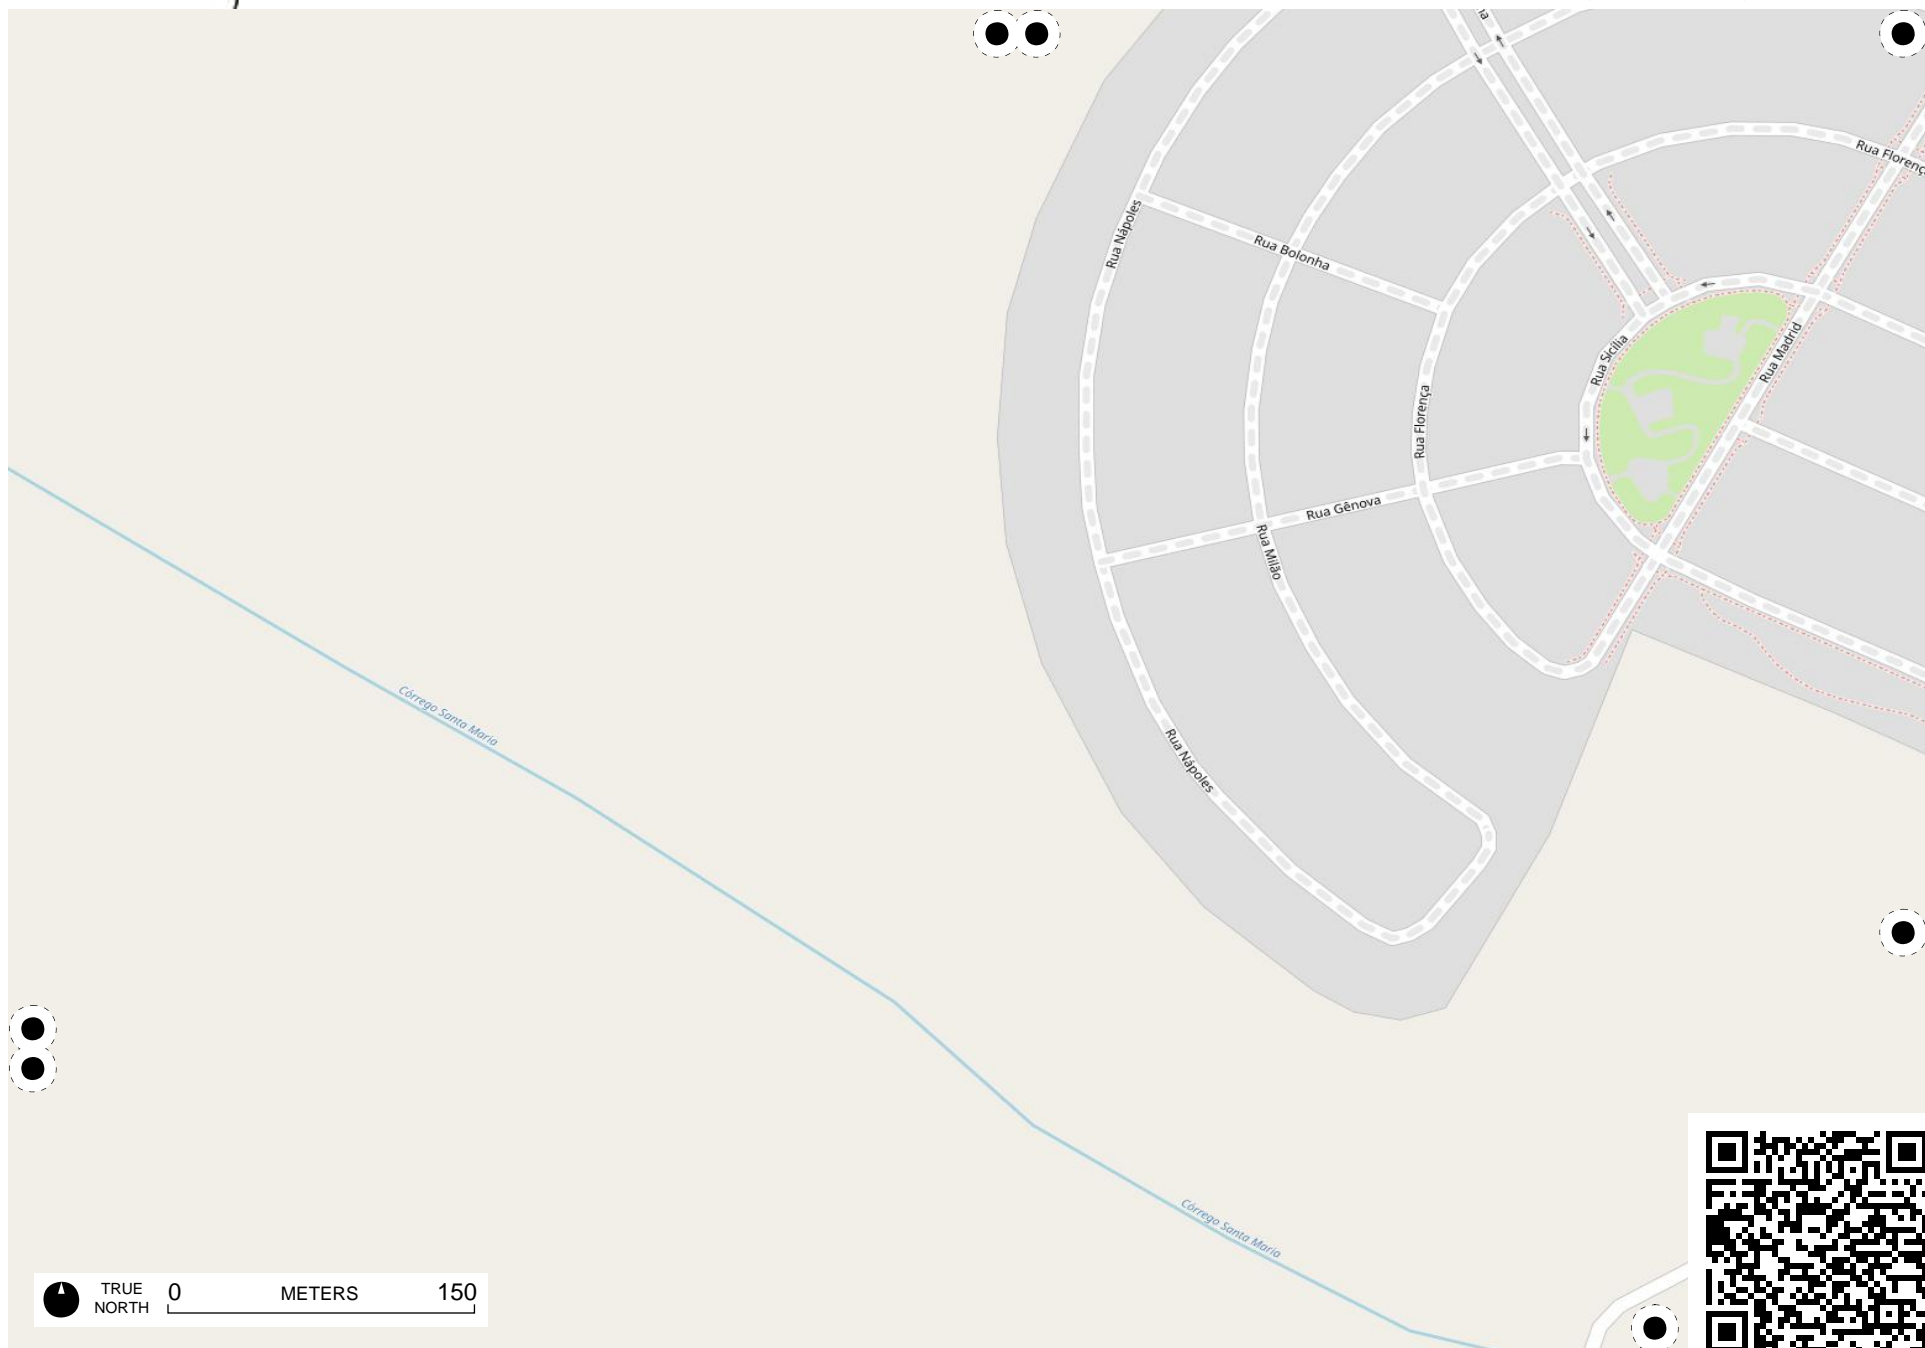 Rua Florenç
Rua Nápoles
Rua Bolonha
Rua Sicília
Rua Madrid
Rua Florença
Rua Gênova
Rua Milão
Córrego Santa Maria
Rua Nápoles
Córrego Santa Maria
TRUE NORTH
0 METERS 150